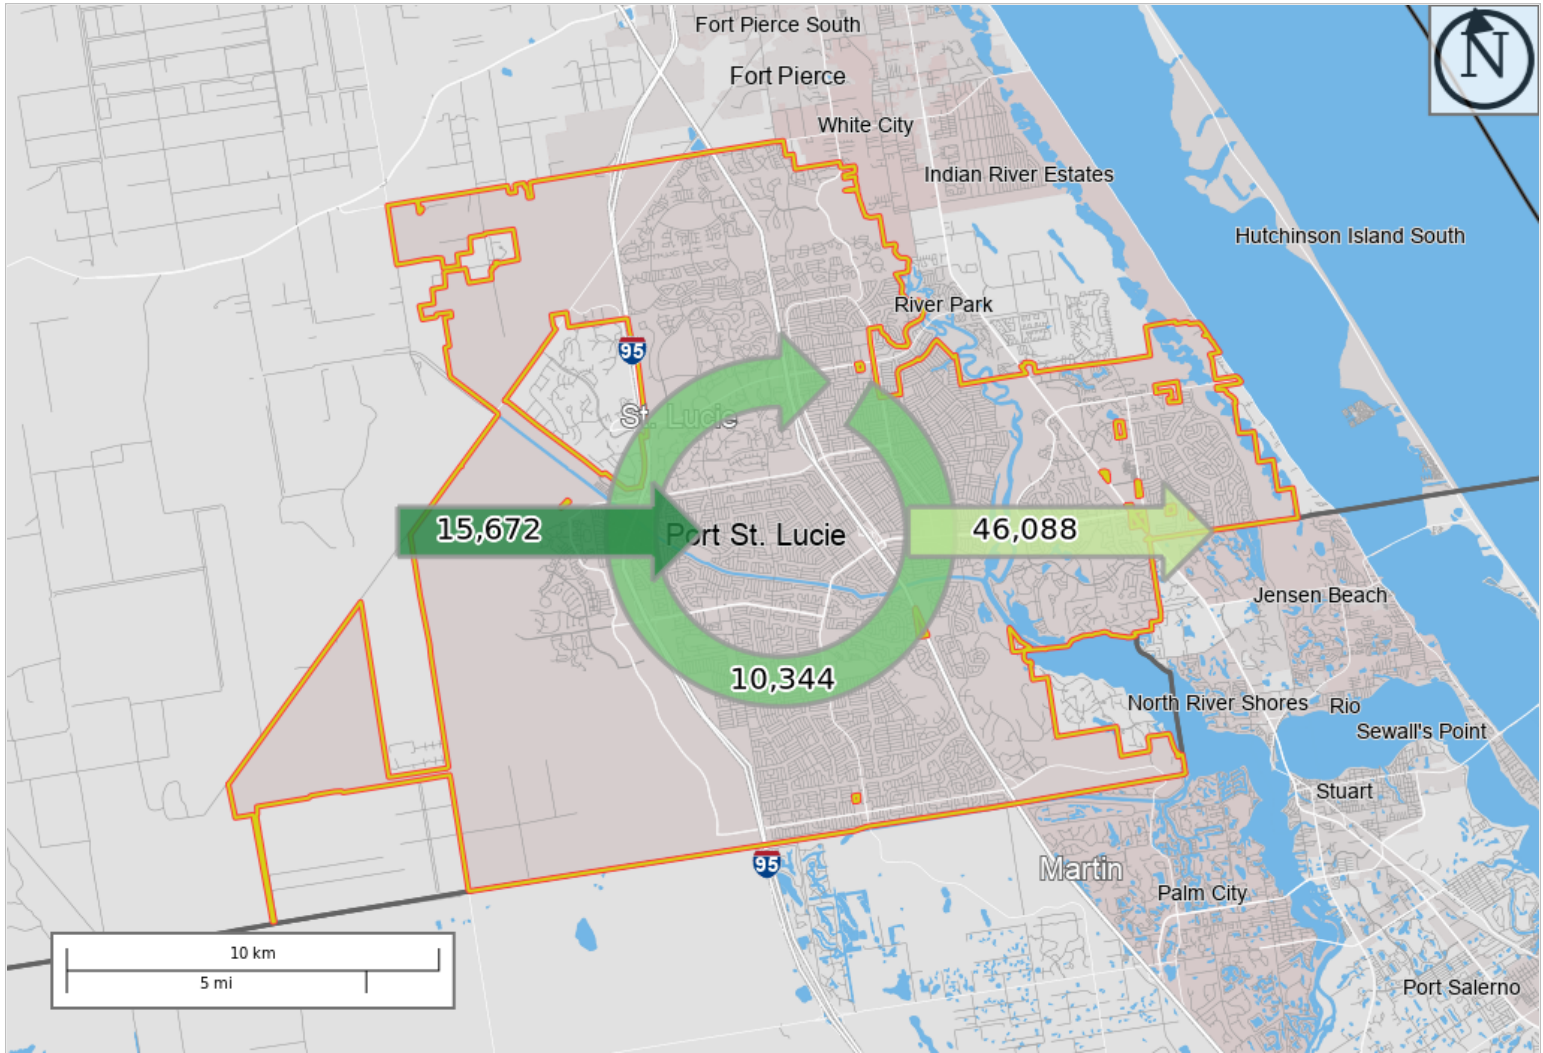 Fort Pierce South
N
Fort Pierce
White City
Indian River Estates
Hutchinson Island South
River Park
95
St. Lucie
15,672
Port St. Lucie
46,088
Jensen Beach
10,344
North River Shores
Rio
Sewall's Point
Stuart
95
Martin
Palm City
10 km
5 mi
Port Salerno